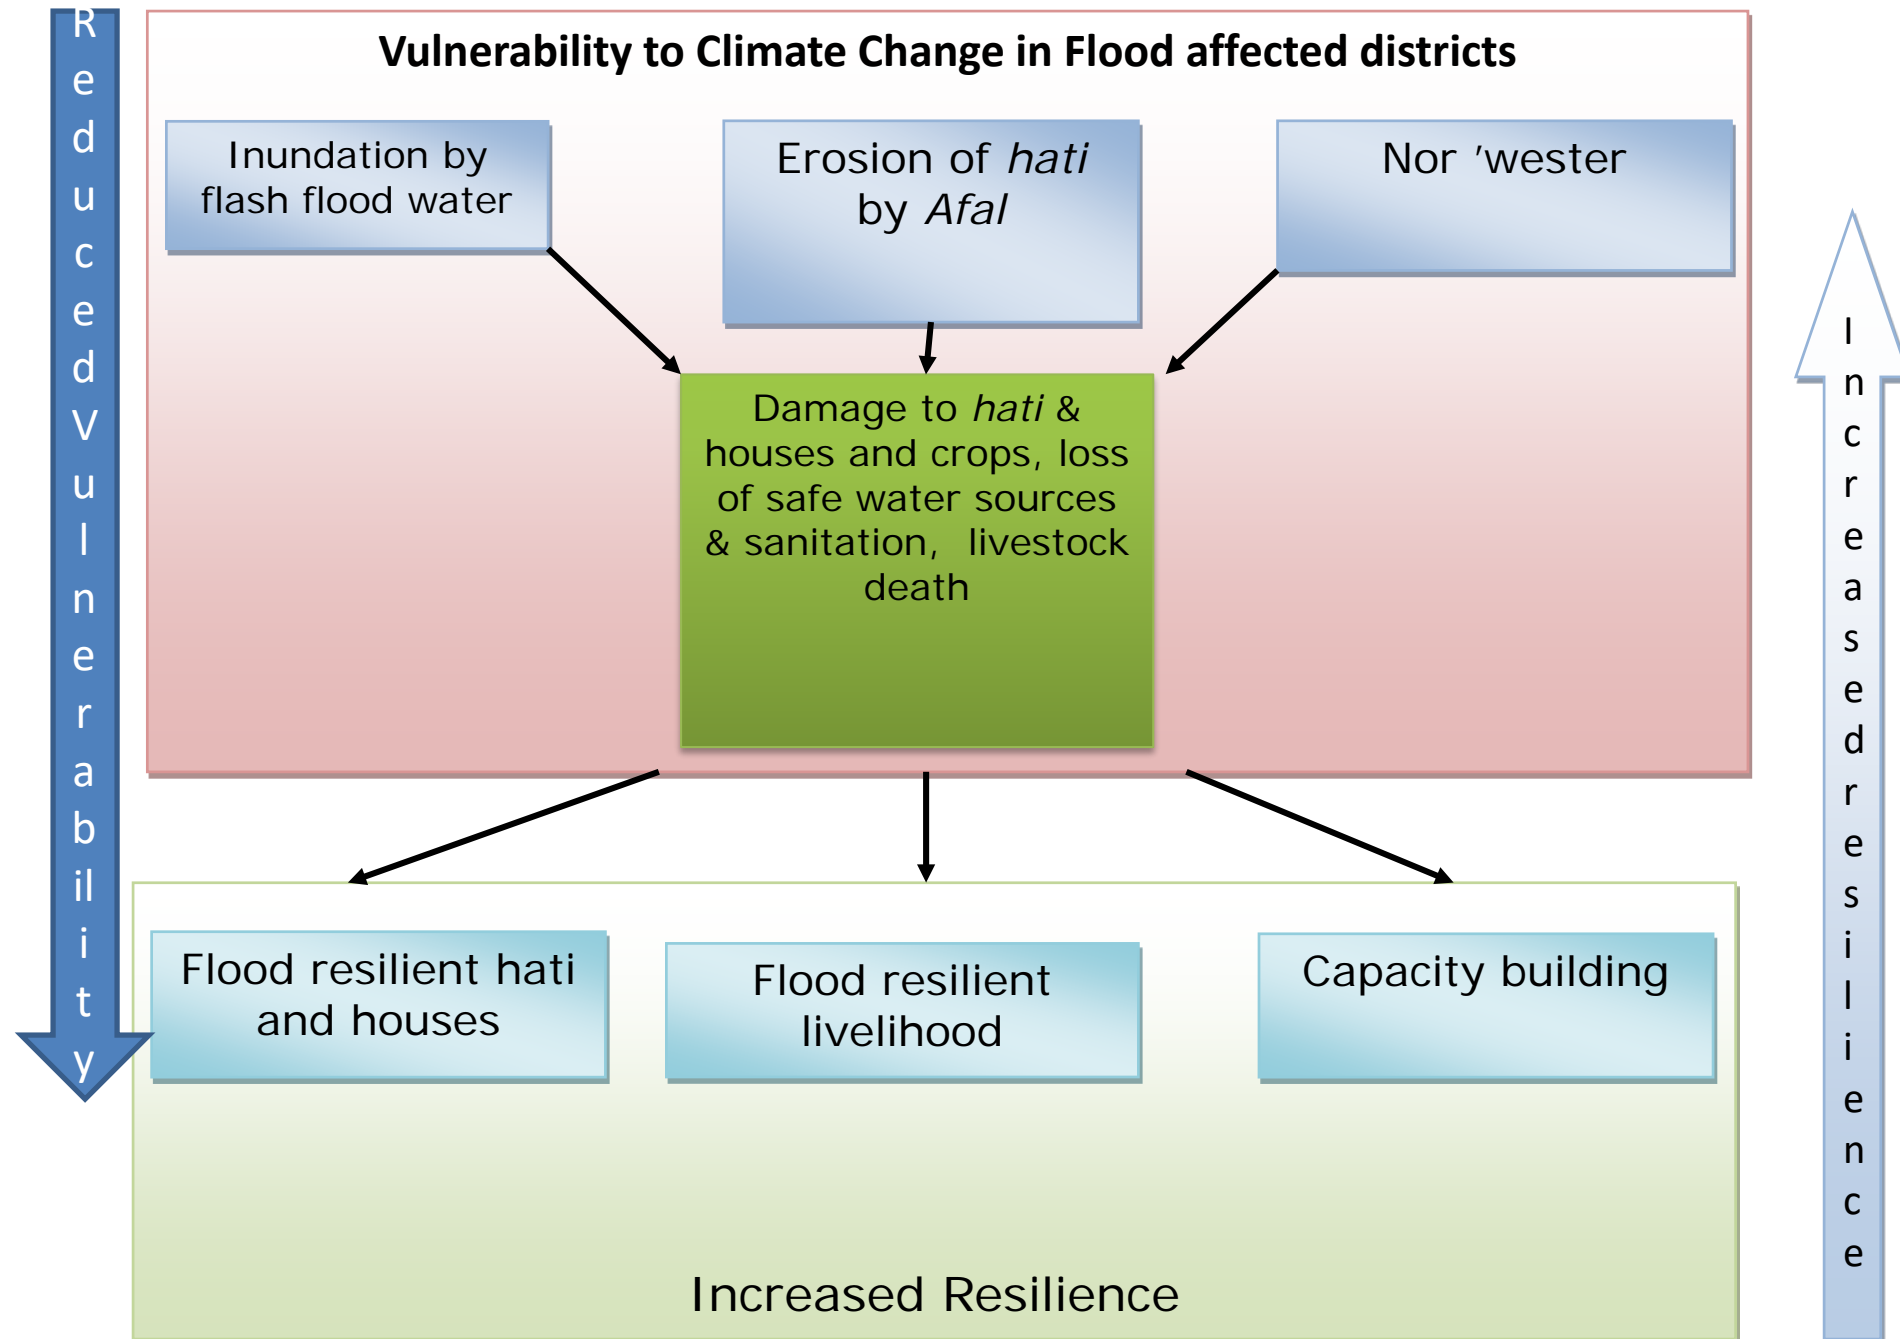 Reduced Vulnerability
Vulnerability to Climate Change in Flood affected districts
Inundation by
flash flood water
Erosion of hati
by Afal
Nor 'wester
Damage to hati &
houses and crops, loss
of safe water sources
& sanitation, livestock
death
Flood resilient hati
and houses
Flood resilient
livelihood
Capacity building
Increased Resilience
Increased resilience